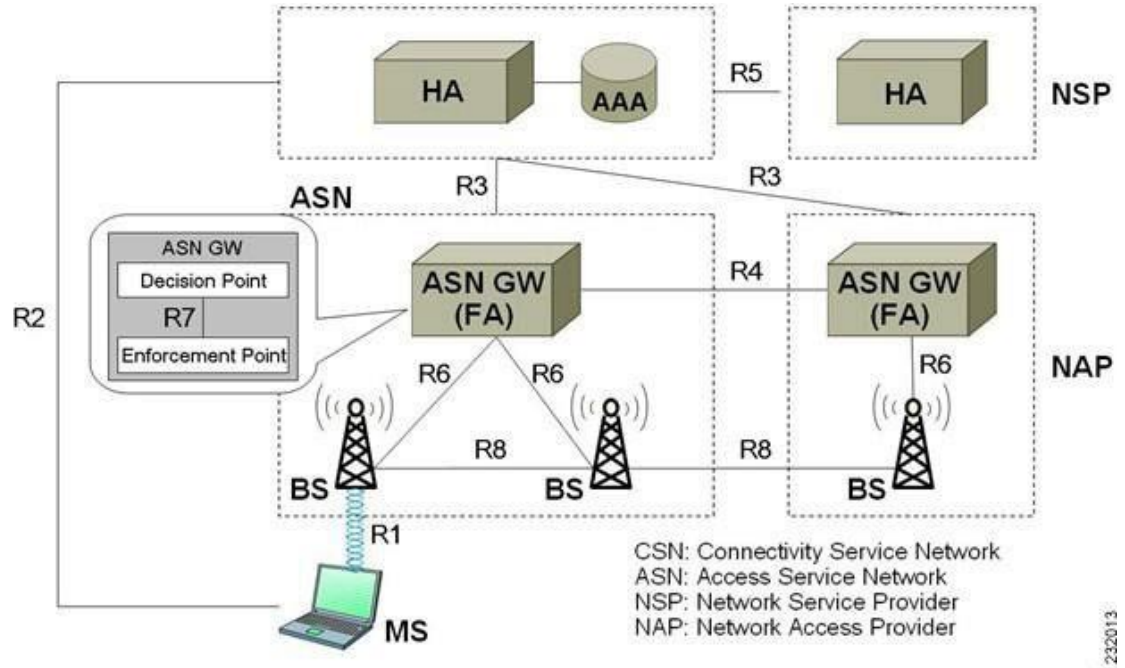 HA
AAA
R5
HA
NSP
R3
R3
ASN
ASN GW
Decision Point
R7
Enforcement Point
R2
ASN GW
(FA)
R4
ASN GW
(FA)
R6
R6
R6
NAP
BS
R8
BS
R8
BS
R1
MS
CSN: Connectivity Service Network
ASN: Access Service Network
NSP: Network Service Provider
NAP: Network Access Provider
232013